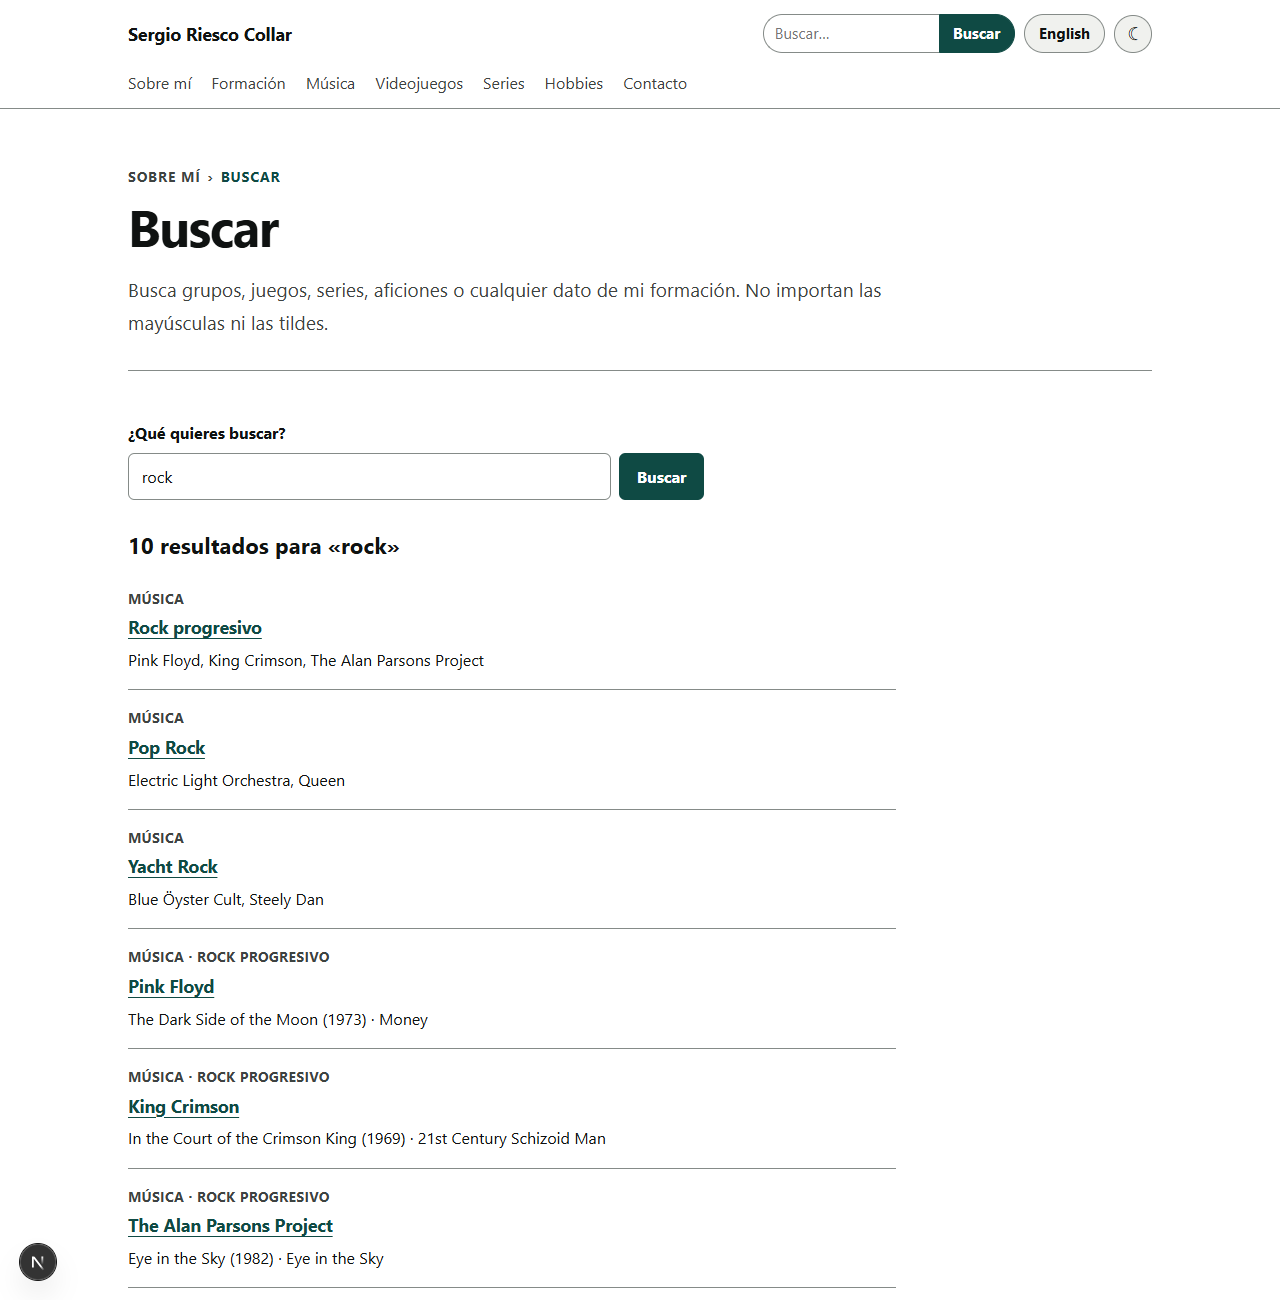 Sergio Riesco Collar
Buscar...
Buscar
English
Sobre mí Formación Música Videojuegos Series Hobbies Contacto
SOBRE MÍ › BUSCAR
Buscar
Busca grupos, juegos, series, aficiones o cualquier dato de mi formación. No importan las
mayúsculas ni las tildes.
¿Qué quieres buscar?
rock
Buscar
10 resultados para «rock»
MÚSICA
Rock progresivo
Pink Floyd, King Crimson, The Alan Parsons Project
MÚSICA
Pop Rock
Electric Light Orchestra, Queen
MÚSICA
Yacht Rock
Blue Öyster Cult, Steely Dan
MÚSICA · ROCK PROGRESIVO
Pink Floyd
The Dark Side of the Moon (1973) · Money
MÚSICA · ROCK PROGRESIVO
King Crimson
In the Court of the Crimson King (1969) · 21st Century Schizoid Man
MÚSICA · ROCK PROGRESIVO
The Alan Parsons Project
Eye in the Sky (1982) · Eye in the Sky
N